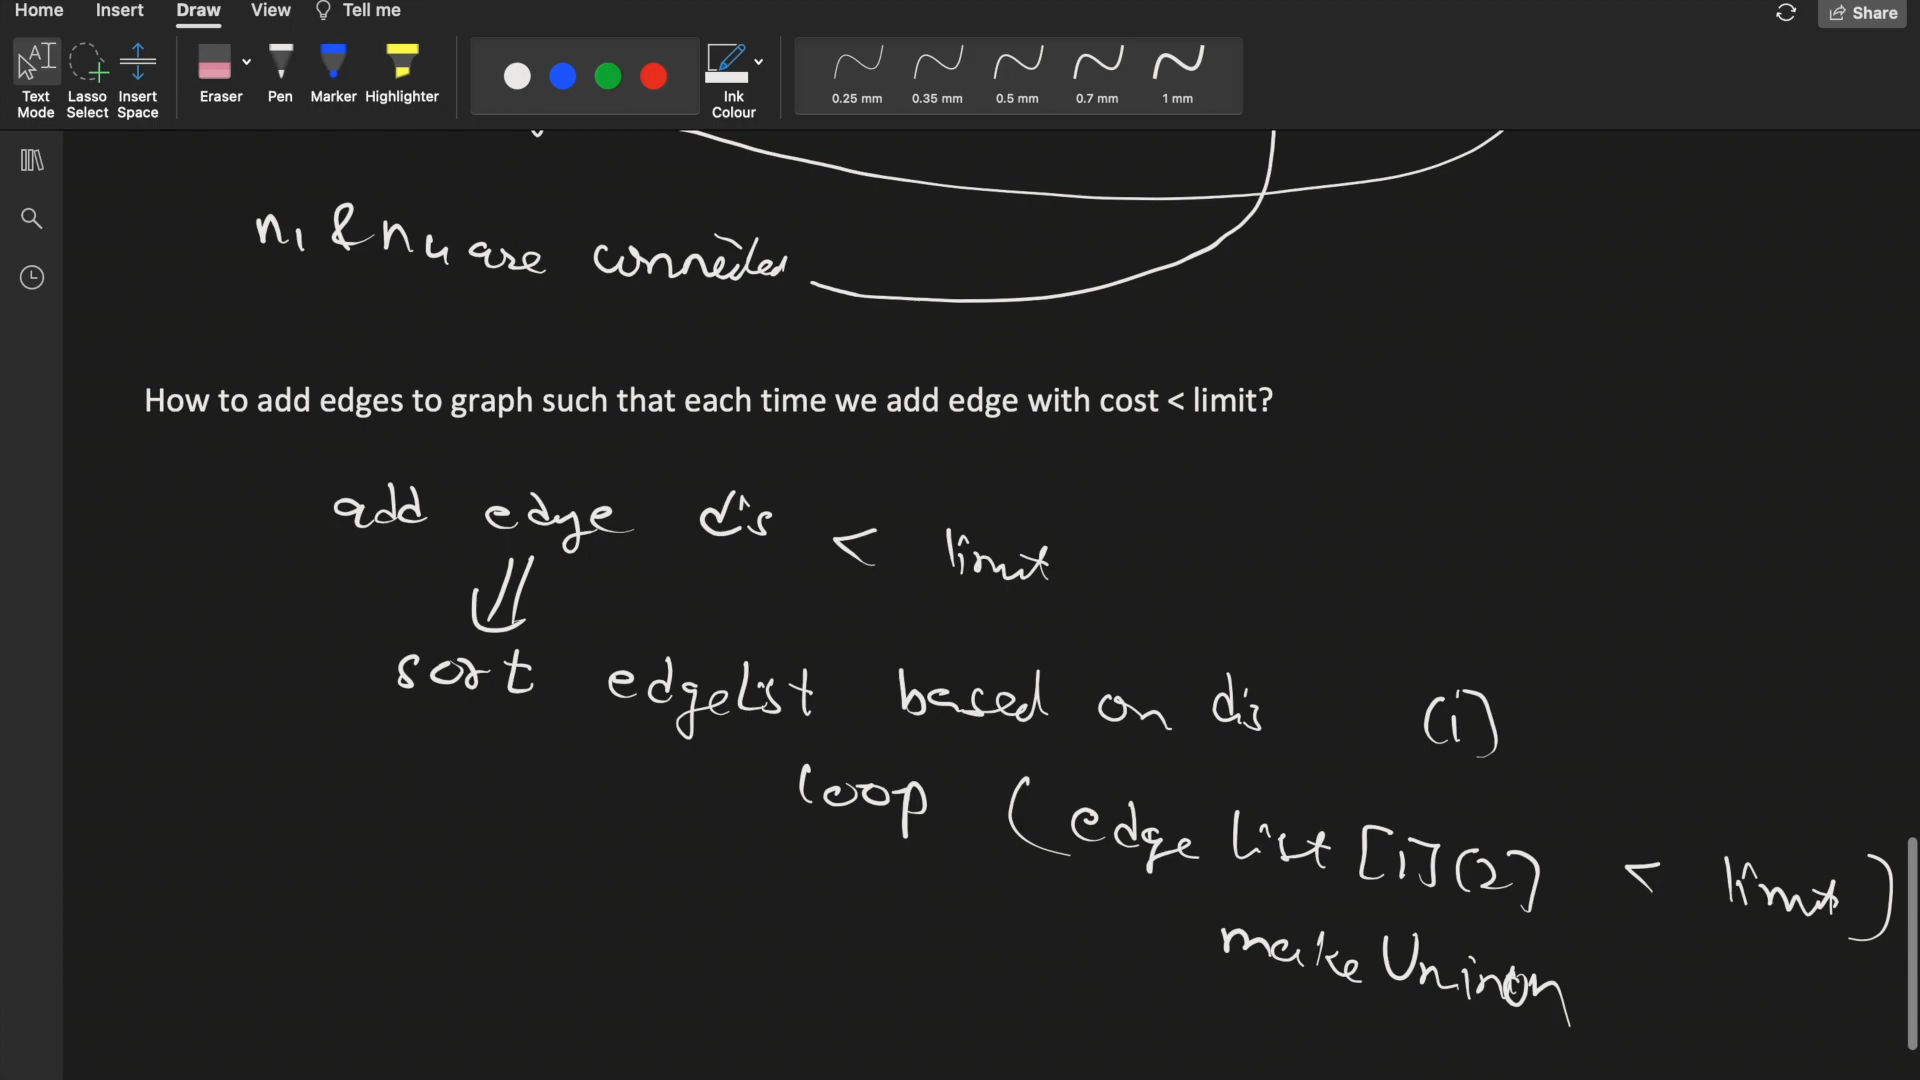 Home Insert Draw View Tell me Share
Text Mode Lasso Select Insert Space Eraser Pen Marker Highlighter Ink Colour 0.25 mm 0.35 mm 0.5 mm 0.7 mm 1 mm
n1 & n4 are connected
How to add edges to graph such that each time we add edge with cost < limit?
add edge dis < limit
sort edgelist based on dis (i)
loop (edge list [i][2] < limit)
make Uninion